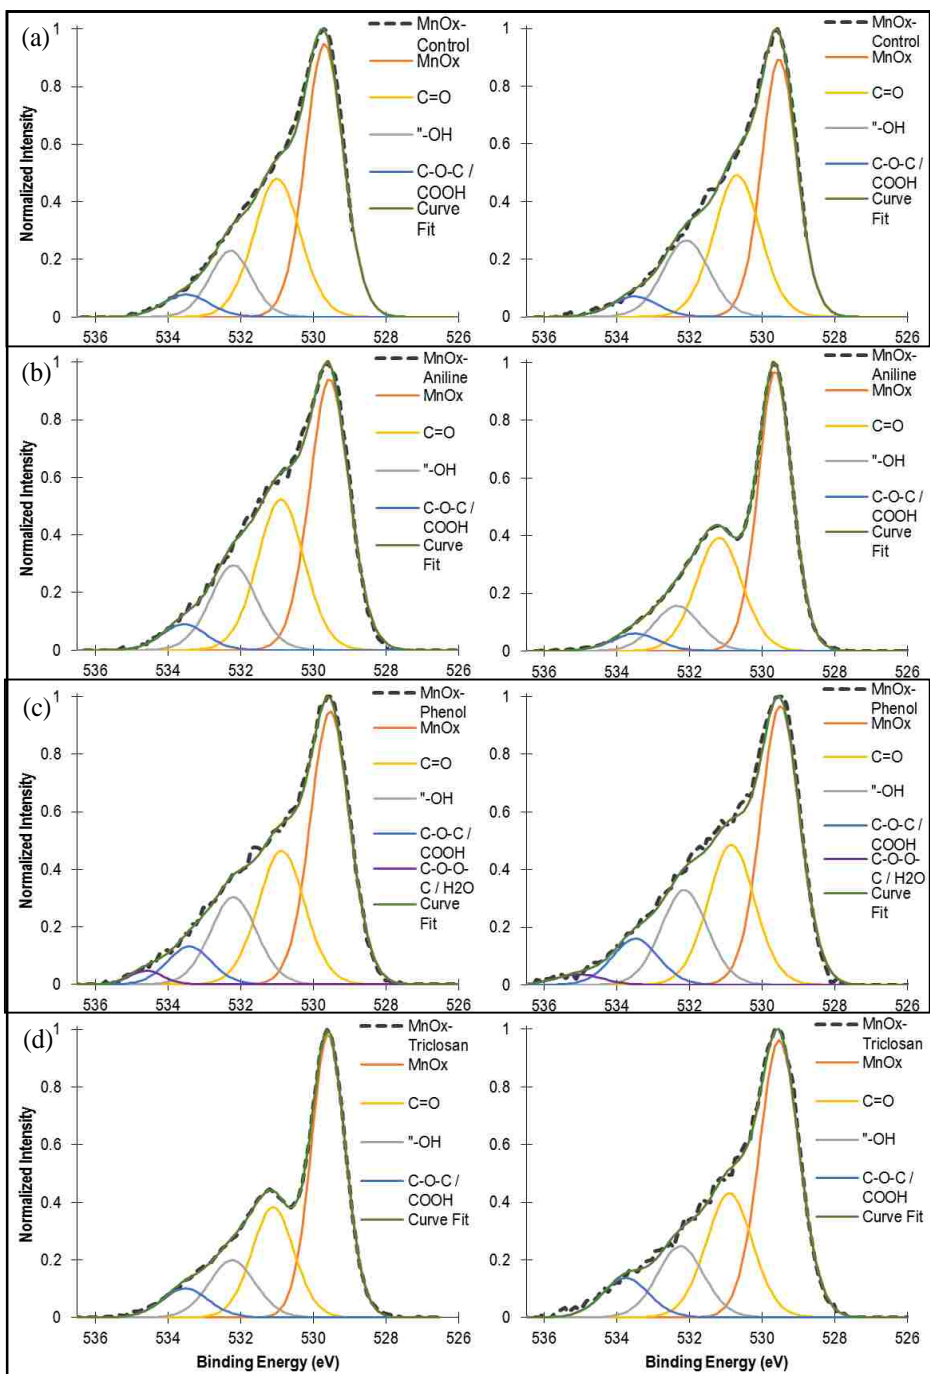 (a)
Normalized Intensity
1
0.8
0.6
0.4
0.2
0
536
534
532
530
528
526
MnOx-
Control
MnOx
C=O
"-OH
C-O-C /
COOH
Curve
Fit
1
0.8
0.6
0.4
0.2
0
536
534
532
530
528
526
MnOx-
Control
MnOx
C=O
"-OH
C-O-C /
COOH
Curve
Fit
(b)
Normalized Intensity
1
0.8
0.6
0.4
0.2
0
536
534
532
530
528
526
MnOx-
Aniline
MnOx
C=O
"-OH
C-O-C /
COOH
Curve
Fit
1
0.8
0.6
0.4
0.2
0
536
534
532
530
528
526
MnOx-
Aniline
MnOx
C=O
"-OH
C-O-C /
COOH
Curve
Fit
(c)
Normalized Intensity
1
0.8
0.6
0.4
0.2
0
536
534
532
530
528
526
MnOx-
Phenol
MnOx
C=O
"-OH
C-O-C /
COOH
C-O-O-
C / H2O
Curve
Fit
1
0.8
0.6
0.4
0.2
0
536
534
532
530
528
526
MnOx-
Phenol
MnOx
C=O
"-OH
C-O-C /
COOH
C-O-O-
C / H2O
Curve
Fit
(d)
Normalized Intensity
1
0.8
0.6
0.4
0.2
0
536
534
532
530
528
526
Binding Energy (eV)
MnOx-
Triclosan
MnOx
C=O
"-OH
C-O-C /
COOH
Curve Fit
1
0.8
0.6
0.4
0.2
0
536
534
532
530
528
526
Binding Energy (eV)
MnOx-
Triclosan
MnOx
C=O
"-OH
C-O-C /
COOH
Curve Fit